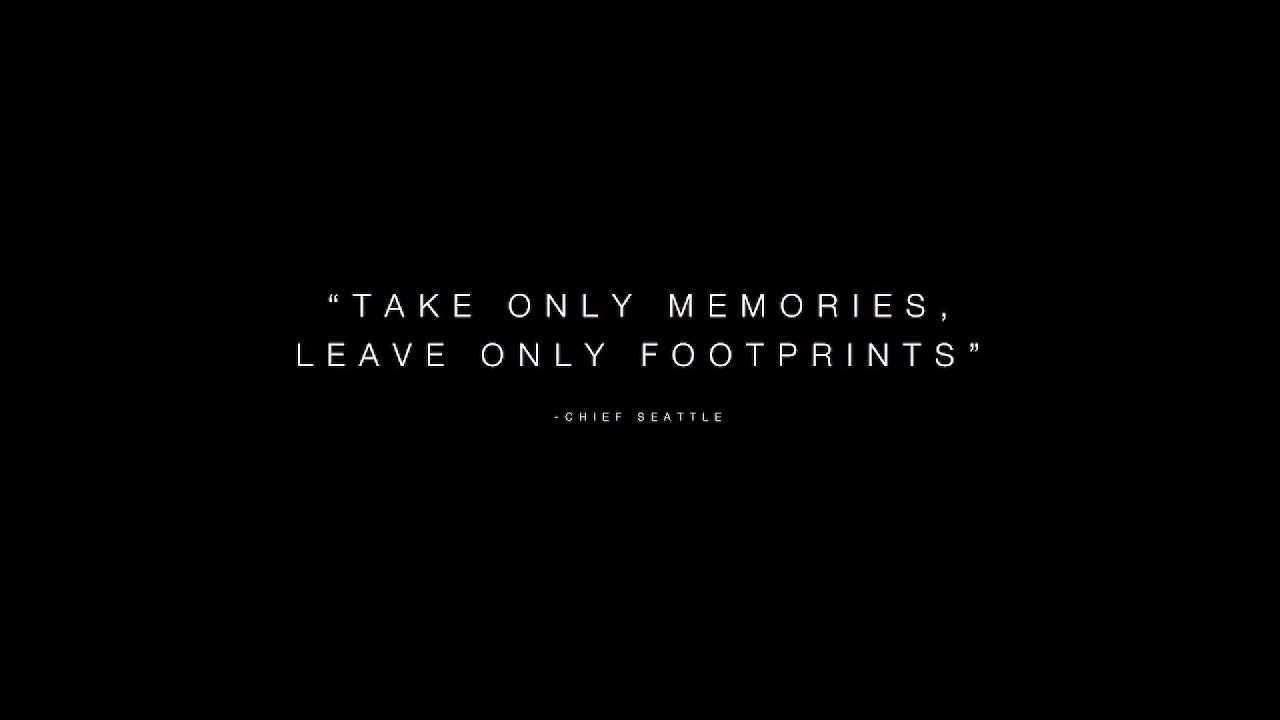 “TAKE ONLY MEMORIES,
LEAVE ONLY FOOTPRINTS”
-CHIEF SEATTLE